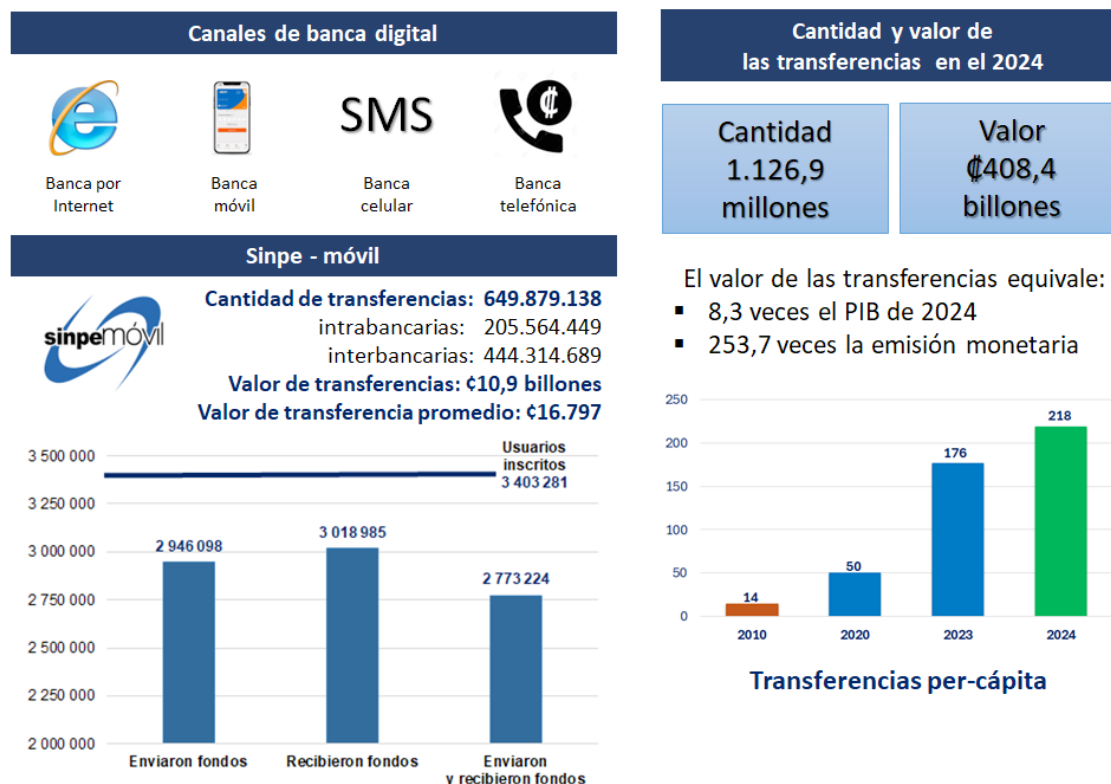 Canales de banca digital
SMS
Banca por
Internet
Banca
móvil
Banca
celular
Banca
telefónica
Sinpe - móvil
sinpemóvil
Cantidad de transferencias: 649.879.138
intrabancarias: 205.564.449
interbancarias: 444.314.689
Valor de transferencias: ¢10,9 billones
Valor de transferencia promedio: ¢16.797
Usuarios
inscritos
3 403 281
3 500 000
3 250 000
3 000 000
2 750 000
2 500 000
2 250 000
2 000 000
2 946 098
3 018 985
2 773 224
Enviaron fondos
Recibieron fondos
Enviaron
y recibieron fondos
Cantidad y valor de
las transferencias en el 2024
Cantidad
1.126,9
millones
Valor
₡408,4
billones
El valor de las transferencias equivale:
▪ 8,3 veces el PIB de 2024
▪ 253,7 veces la emisión monetaria
250
200
150
100
50
0
14
50
176
218
2010
2020
2023
2024
Transferencias per-cápita